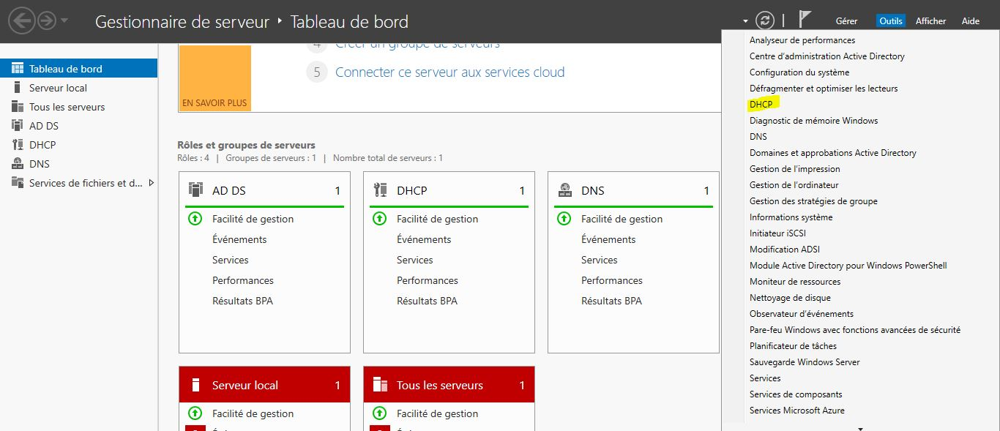 Gestionnaire de serveur ‣ Tableau de bord
Gérer Outils Afficher Aide
Tableau de bord
Serveur local
Tous les serveurs
AD DS
DHCP
DNS
Services de fichiers et d...
4 Créer un groupe de serveurs
5 Connecter ce serveur aux services cloud
EN SAVOIR PLUS
Rôles et groupes de serveurs
Rôles : 4 | Groupes de serveurs : 1 | Nombre total de serveurs : 1
AD DS 1
Facilité de gestion
Événements
Services
Performances
Résultats BPA
DHCP 1
Facilité de gestion
Événements
Services
Performances
Résultats BPA
DNS 1
Facilité de gestion
Événements
Services
Performances
Résultats BPA
Serveur local 1
Facilité de gestion
Tous les serveurs 1
Facilité de gestion
Analyseur de performances
Centre d'administration Active Directory
Configuration du système
Défragmenter et optimiser les lecteurs
DHCP
Diagnostic de mémoire Windows
DNS
Domaines et approbations Active Directory
Gestion de l'impression
Gestion de l'ordinateur
Gestion des stratégies de groupe
Informations système
Initiateur iSCSI
Modification ADSI
Module Active Directory pour Windows PowerShell
Moniteur de ressources
Nettoyage de disque
Observateur d'événements
Pare-feu Windows avec fonctions avancées de sécurité
Planificateur de tâches
Sauvegarde Windows Server
Services
Services de composants
Services Microsoft Azure